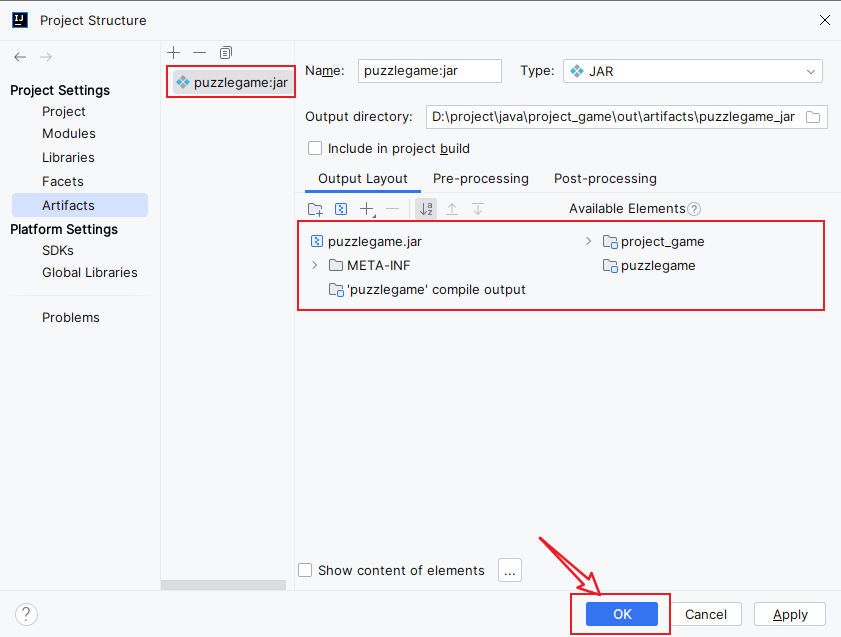 Project Structure
Project Settings
Project
Modules
Libraries
Facets
Artifacts
Platform Settings
SDKs
Global Libraries
Problems
puzzlegame:jar
Name: puzzlegame:jar Type: JAR
Output directory: D:\project\java\project_game\out\artifacts\puzzlegame_jar
Include in project build
Output Layout Pre-processing Post-processing
Available Elements ?
puzzlegame.jar
META-INF
'puzzlegame' compile output
project_game
puzzlegame
Show content of elements ...
? OK Cancel Apply